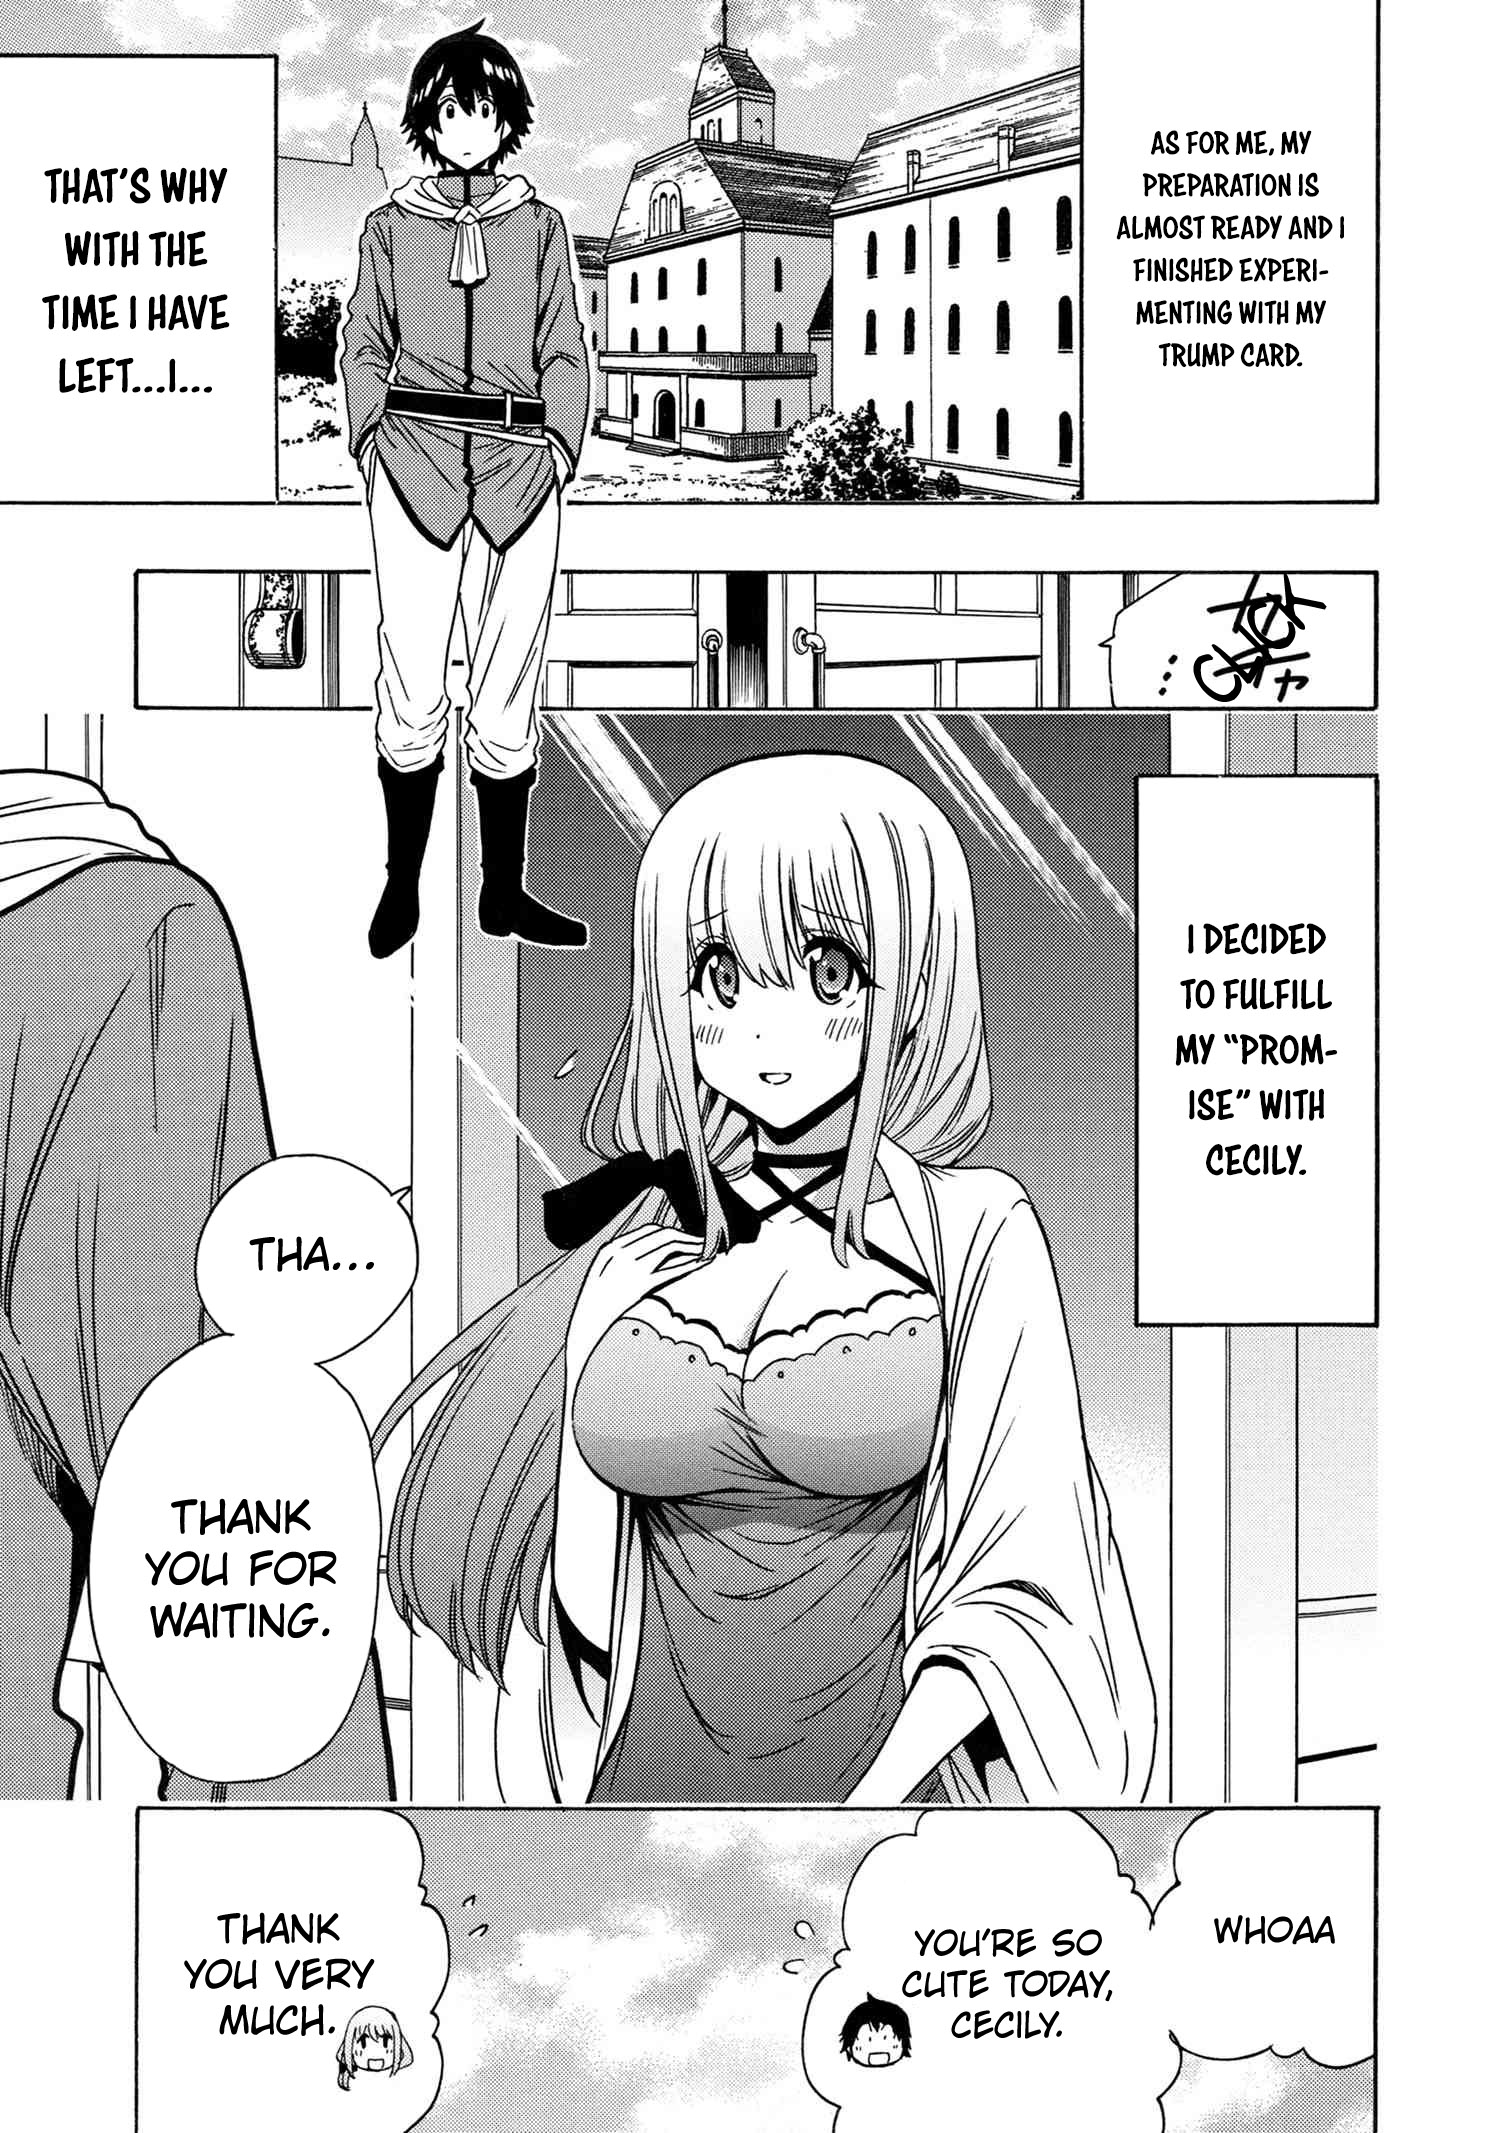 AS FOR ME, MY
PREPARATION IS
ALMOST READY AND I
FINISHED EXPERI-
MENTING WITH MY
TRUMP CARD.
THAT'S WHY
WITH THE
TIME I HAVE
LEFT...I...
CLICK
I DECIDED
TO FULFILL
MY "PROM-
ISE" WITH
CECILY.
THA...
THANK
YOU FOR
WAITING.
WHOAA
YOU'RE SO
CUTE TODAY,
CECILY.
THANK
YOU VERY
MUCH.